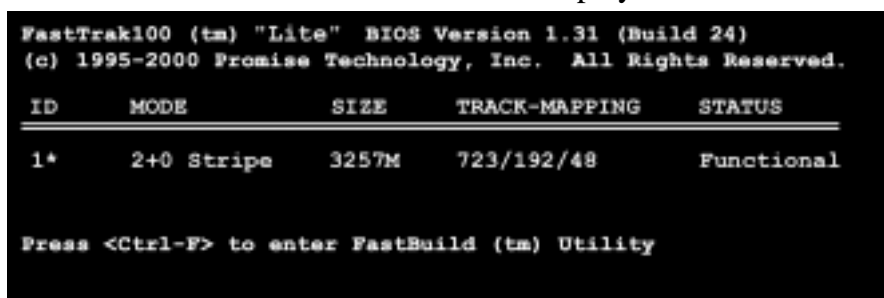 FastTrak100 (tm) "Lite" BIOS Version 1.31 (Build 24)
(c) 1995-2000 Promise Technology, Inc. All Rights Reserved.
ID MODE SIZE TRACK-MAPPING STATUS
1* 2+0 Stripe 3257M 723/192/48 Functional
Press <Ctrl-F> to enter FastBuild (tm) Utility